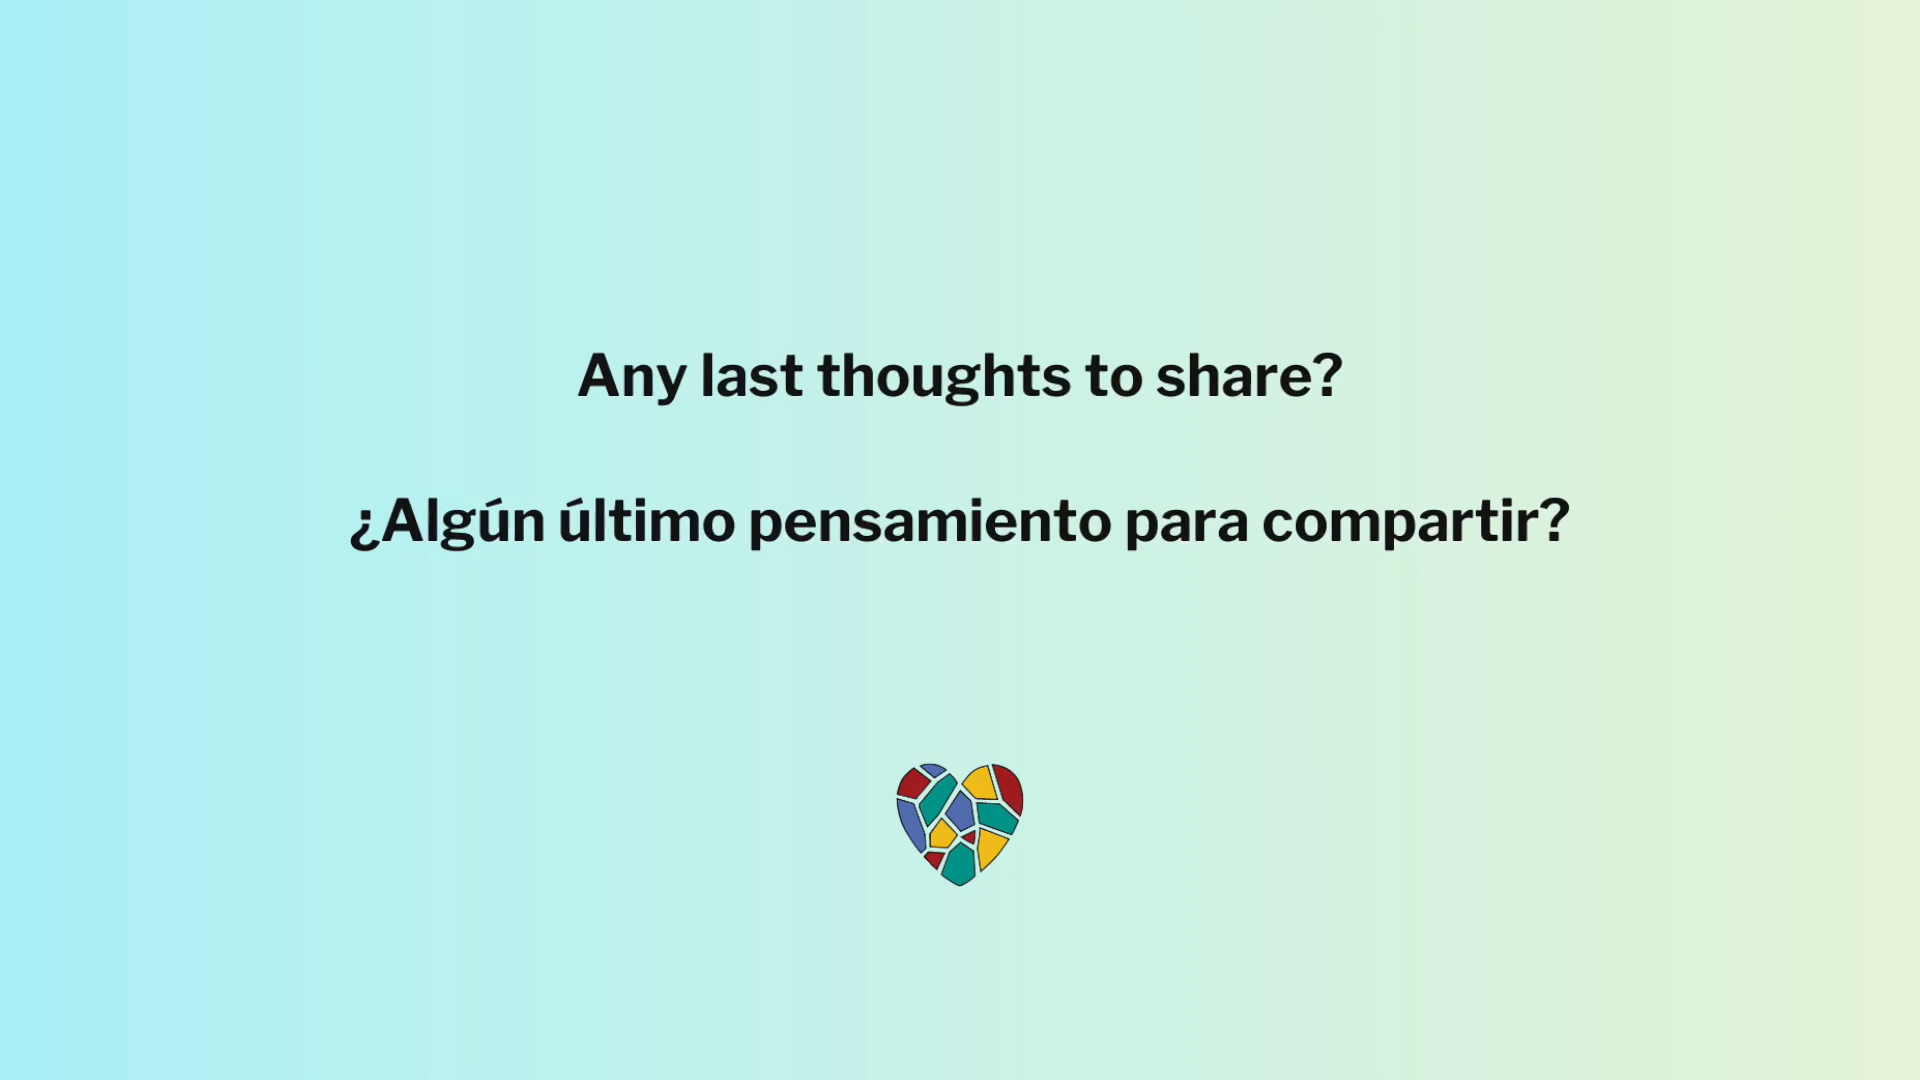 Any last thoughts to share?
¿Algún último pensamiento para compartir?